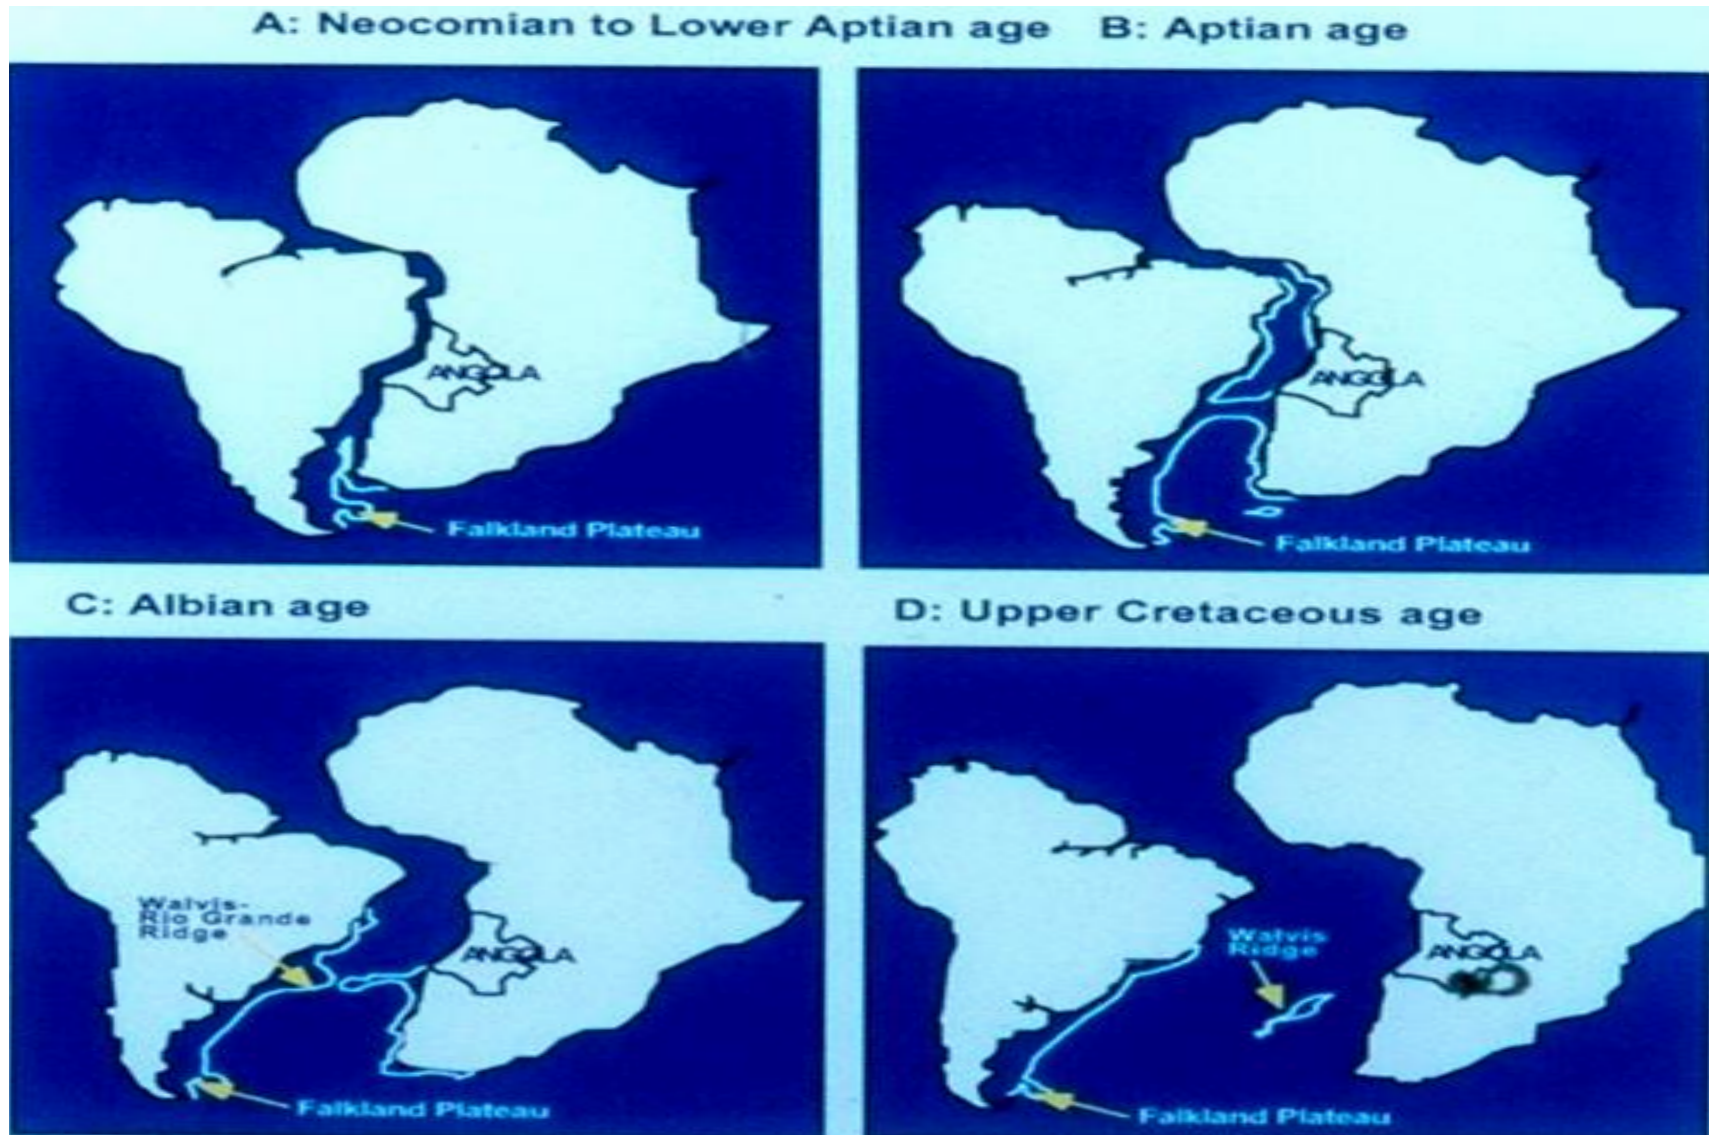 A: Neocomian to Lower Aptian age
B: Aptian age
ANGOLA
Falkland Plateau
ANGOLA
Falkland Plateau
C: Albian age
D: Upper Cretaceous age
Walvis-
Rio Grande
Ridge
ANGOLA
Falkland Plateau
Walvis
Ridge
ANGOLA
Falkland Plateau